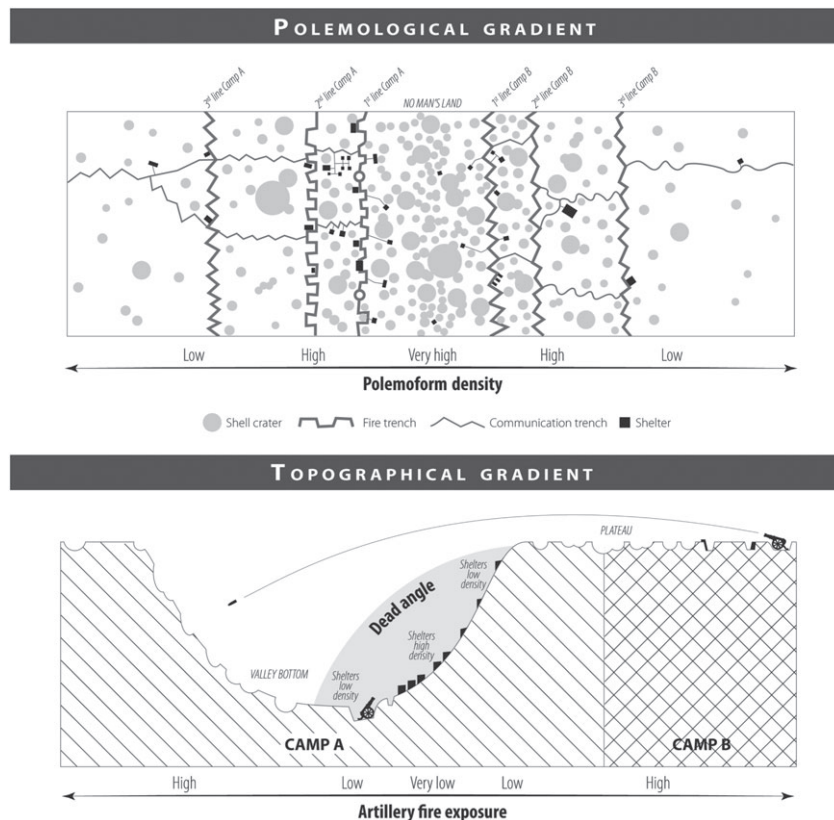 POLEMOLOGICAL GRADIENT
3rd line Camp A
2nd line Camp A
1st line Camp A
NO MAN'S LAND
1st line Camp B
2nd line Camp B
3rd line Camp B
Low High Very high High Low
Polemoform density
Shell crater Fire trench Communication trench Shelter
TOPOGRAPHICAL GRADIENT
PLATEAU
Shelters
low
density
Dead angle
Shelters
high
density
VALLEY BOTTOM
Shelters
low
density
CAMP A CAMP B
High Low Very low Low High
Artillery fire exposure